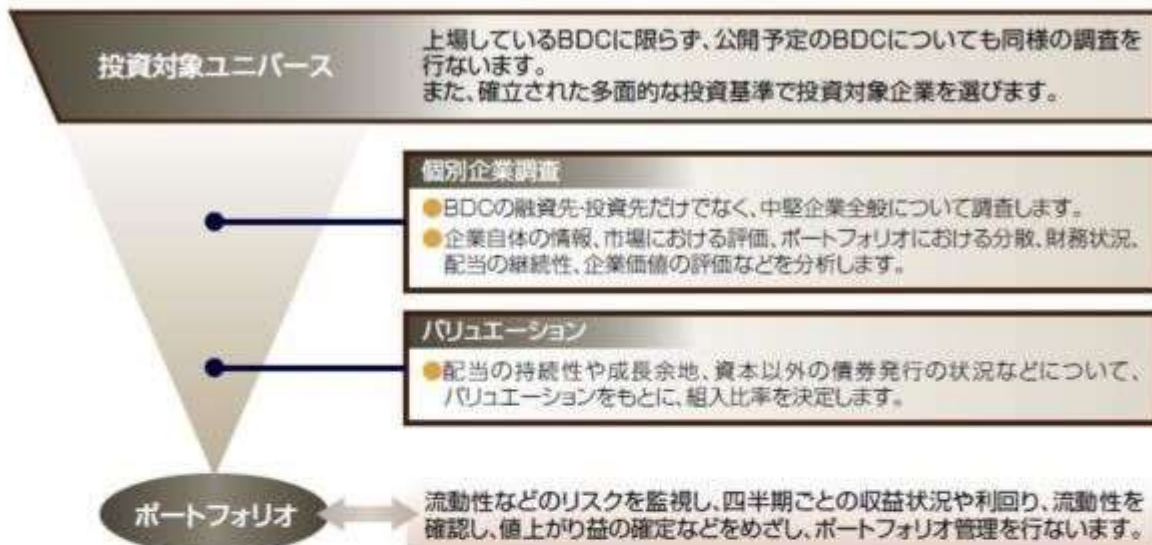 投資対象ユニバース
上場しているBDCに限らず、公開予定のBDCについても同様の調査を
行ないます。
また、確立された多面的な投資基準で投資対象企業を選びます。
個別企業調査
●BDCの融資先・投資先だけでなく、中堅企業全般について調査します。
●企業自体の情報、市場における評価、ポートフォリオにおける分散、財務状況、
配当の継続性、企業価値の評価などを分析します。
バリュエーション
●配当の持続性や成長余地、資本以外の債券発行の状況などについて、
バリュエーションをもとに、組入比率を決定します。
ポートフォリオ
流動性などのリスクを監視し、四半期ごとの収益状況や利回り、流動性を
確認し、値上がり益の確定などをめざし、ポートフォリオ管理を行ないます。